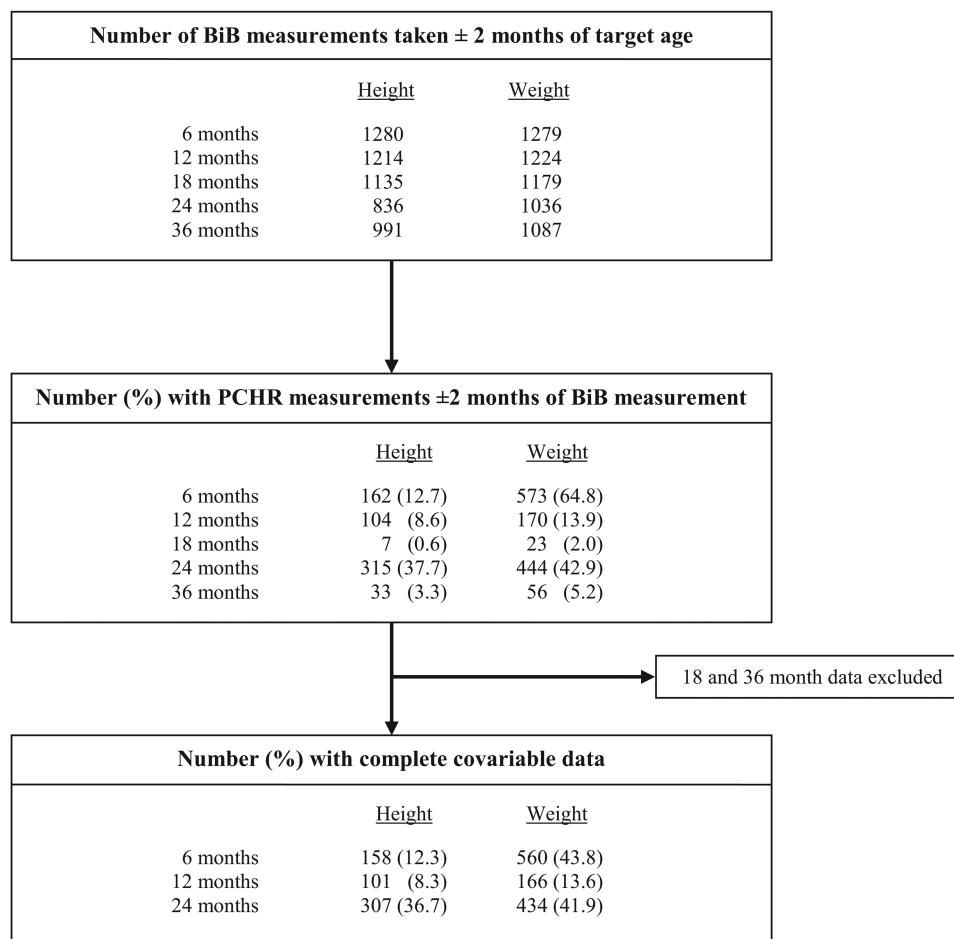 Number of BiB measurements taken ± 2 months of target age
Height Weight
6 months 1280 1279
12 months 1214 1224
18 months 1135 1179
24 months 836 1036
36 months 991 1087
Number (%) with PCHR measurements ±2 months of BiB measurement
Height Weight
6 months 162 (12.7) 573 (64.8)
12 months 104 (8.6) 170 (13.9)
18 months 7 (0.6) 23 (2.0)
24 months 315 (37.7) 444 (42.9)
36 months 33 (3.3) 56 (5.2)
18 and 36 month data excluded
Number (%) with complete covariable data
Height Weight
6 months 158 (12.3) 560 (43.8)
12 months 101 (8.3) 166 (13.6)
24 months 307 (36.7) 434 (41.9)